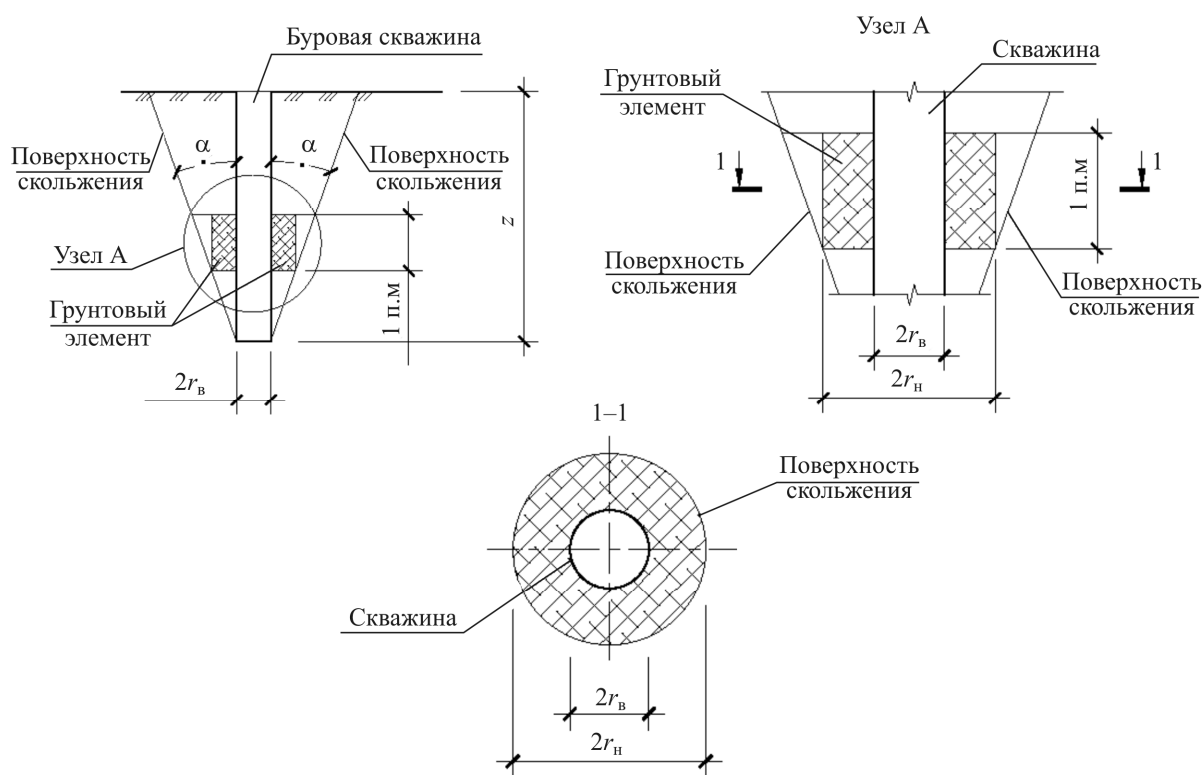 Буровая скважина
α
α
Поверхность
скольжения
Поверхность
скольжения
z
Узел А
Грунтовый
элемент
1 п.м
2rв
Узел А
Скважина
Грунтовый
элемент
1
1
1 п.м
Поверхность
скольжения
Поверхность
скольжения
2rв
2rн
1–1
Поверхность
скольжения
Скважина
2rв
2rн